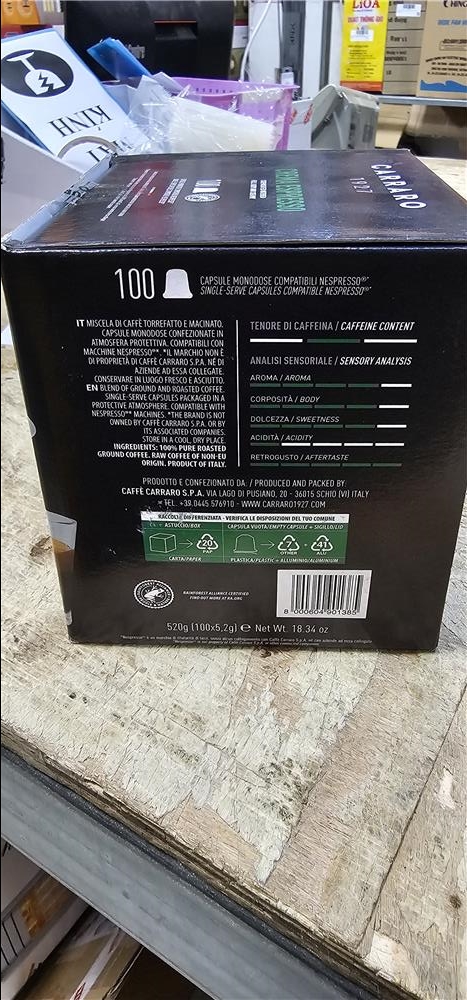 LiOA
KÍNH
CARRARO
1927
100 CAPSULE MONODOSE COMPATIBILI NESPRESSO®*
SINGLE-SERVE CAPSULES COMPATIBLE NESPRESSO®*
IT MISCELA DI CAFFÈ TORREFATTO E MACINATO.
CAPSULE MONODOSE CONFEZIONATE IN
ATMOSFERA PROTETTIVA. COMPATIBILI CON
MACCHINE NESPRESSO**. *IL MARCHIO NON È
DI PROPRIETÀ DI CAFFÈ CARRARO S.P.A. NÉ DI
AZIENDE AD ESSA COLLEGATE.
CONSERVARE IN LUOGO FRESCO E ASCIUTTO.
EN BLEND OF GROUND AND ROASTED COFFEE.
SINGLE-SERVE CAPSULES PACKAGED IN A
PROTECTIVE ATMOSPHERE. COMPATIBLE WITH
NESPRESSO** MACHINES. *THE BRAND IS NOT
OWNED BY CAFFÈ CARRARO S.P.A. OR BY
ITS ASSOCIATED COMPANIES.
STORE IN A COOL, DRY PLACE.
INGREDIENTS: 100% PURE ROASTED
GROUND COFFEE. RAW COFFEE OF NON-EU
ORIGIN. PRODUCT OF ITALY.
TENORE DI CAFFEINA / CAFFEINE CONTENT
ANALISI SENSORIALE / SENSORY ANALYSIS
AROMA / AROMA
CORPOSITÀ / BODY
DOLCEZZA / SWEETNESS
ACIDITÀ / ACIDITY
RETROGUSTO / AFTERTASTE
PRODOTTO E CONFEZIONATO DA: / PRODUCED AND PACKED BY:
CAFFÈ CARRARO S.P.A. VIA LAGO DI PUSIANO, 20 - 36015 SCHIO (VI) ITALY
TEL. +39.0445 576910 - WWW.CARRARO1927.COM
RACCOLTA DIFFERENZIATA - VERIFICA LE DISPOSIZIONI DEL TUO COMUNE
ASTUCCIO/BOX
CAPSULA VUOTA/EMPTY CAPSULE + SIGILLO/LID
20
PAP
7
OTHER
41
ALU
CARTA/PAPER
PLASTICA/PLASTIC + ALLUMINIO/ALUMINIUM
RAINFOREST ALLIANCE CERTIFIED
FIND OUT MORE AT RA.ORG
8 000604 901385
520g (100x5,2g) ℮ Net Wt. 18.34 oz